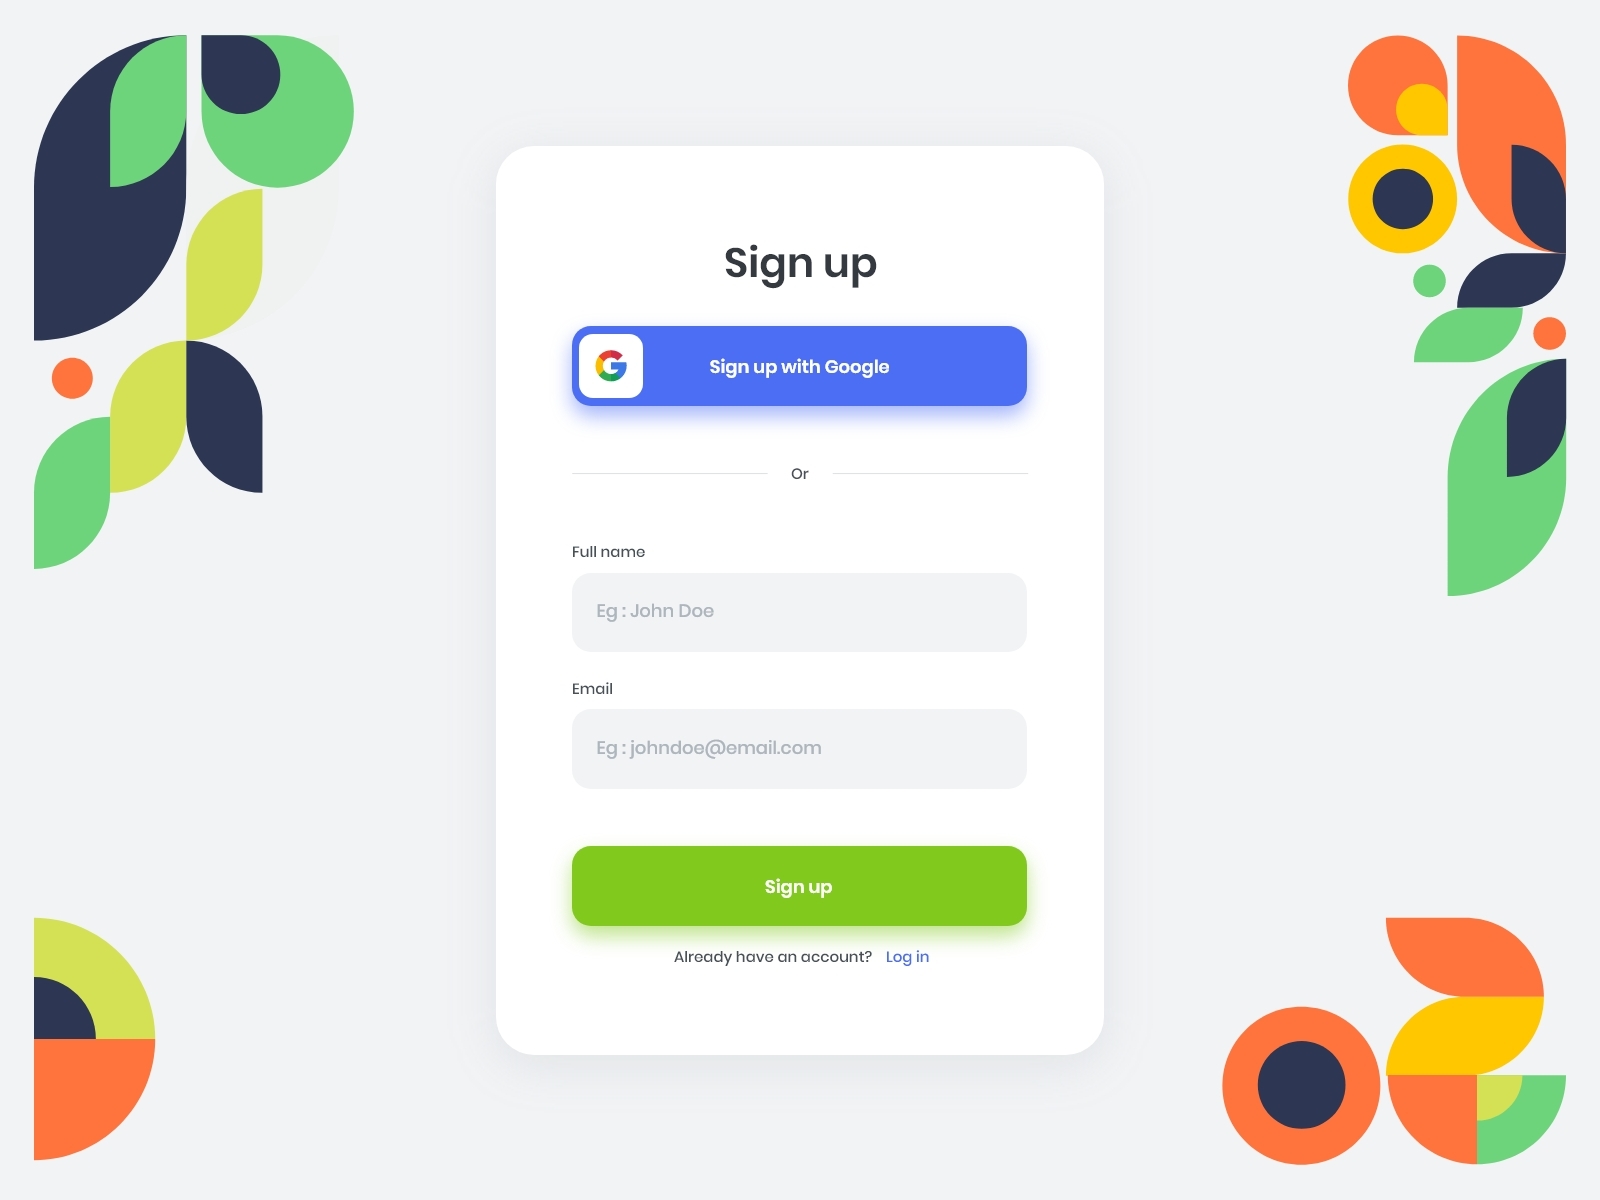 Sign up
Sign up with Google
Or
Full name
Eg : John Doe
Email
Eg : johndoe@email.com
Sign up
Already have an account? Log in